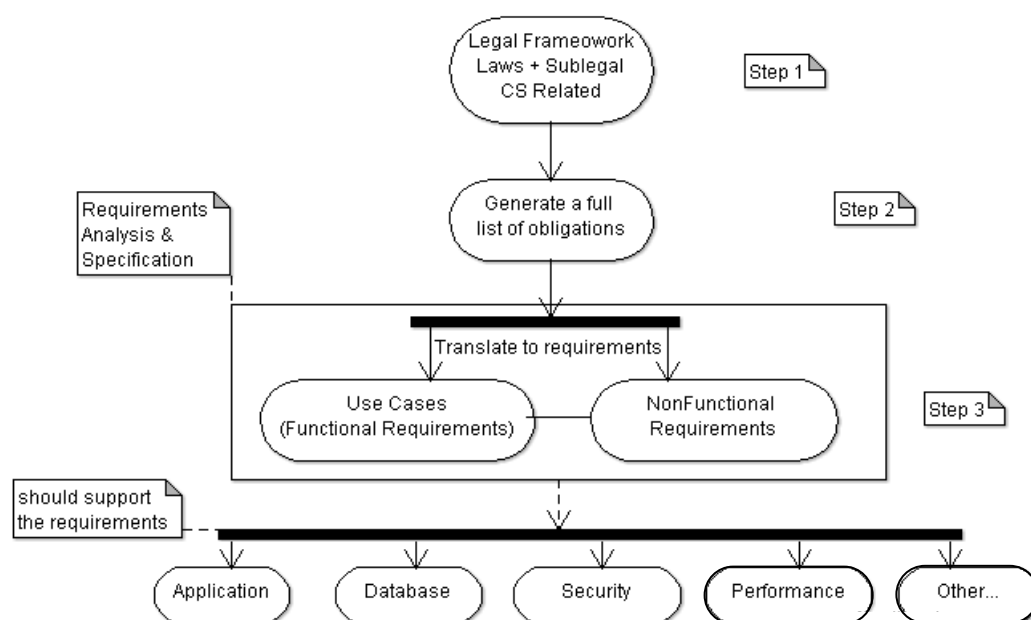 Legal Frameowork
Laws + Sublegal
CS Related
Step 1
Requirements
Analysis &
Specification
Generate a full
list of obligations
Step 2
Translate to requirements
Use Cases
(Functional Requirements)
NonFunctional
Requirements
Step 3
should support
the requirements
Application
Database
Security
Performance
Other...